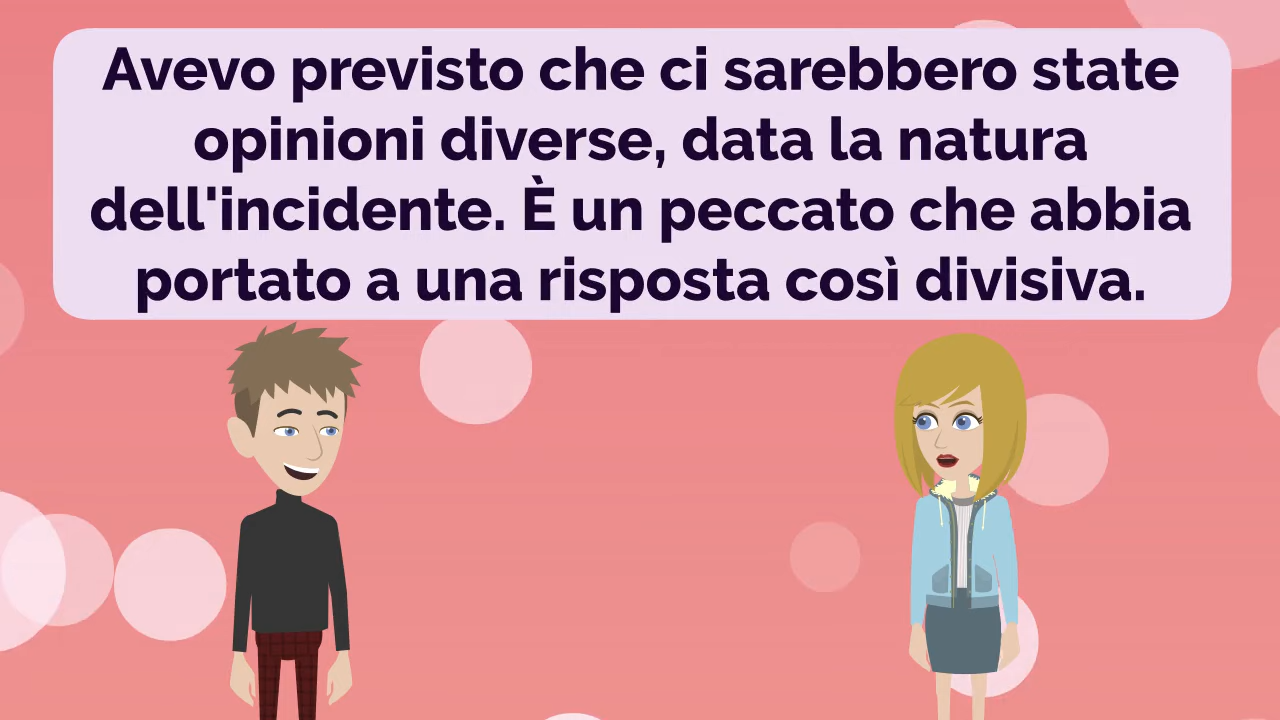 Avevo previsto che ci sarebbero state
opinioni diverse, data la natura
dell'incidente. È un peccato che abbia
portato a una risposta così divisiva.